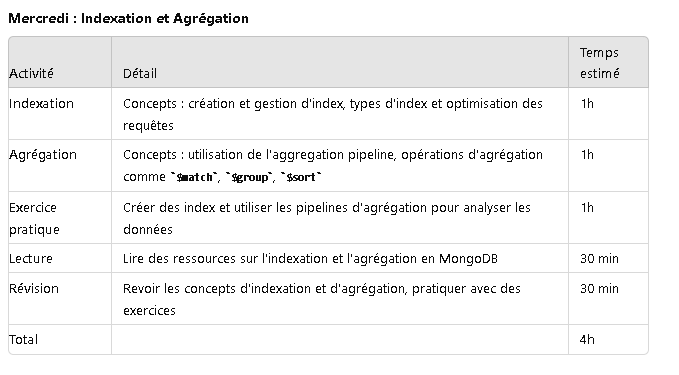 Mercredi : Indexation et Agrégation
Activité Détail Temps estimé
Indexation Concepts : création et gestion d'index, types d'index et optimisation des
requêtes 1h
Agrégation Concepts : utilisation de l'aggregation pipeline, opérations d'agrégation
comme `$match`, `$group`, `$sort` 1h
Exercice pratique Créer des index et utiliser les pipelines d'agrégation pour analyser les
données 1h
Lecture Lire des ressources sur l'indexation et l'agrégation en MongoDB 30 min
Révision Revoir les concepts d'indexation et d'agrégation, pratiquer avec des
exercices 30 min
Total 4h